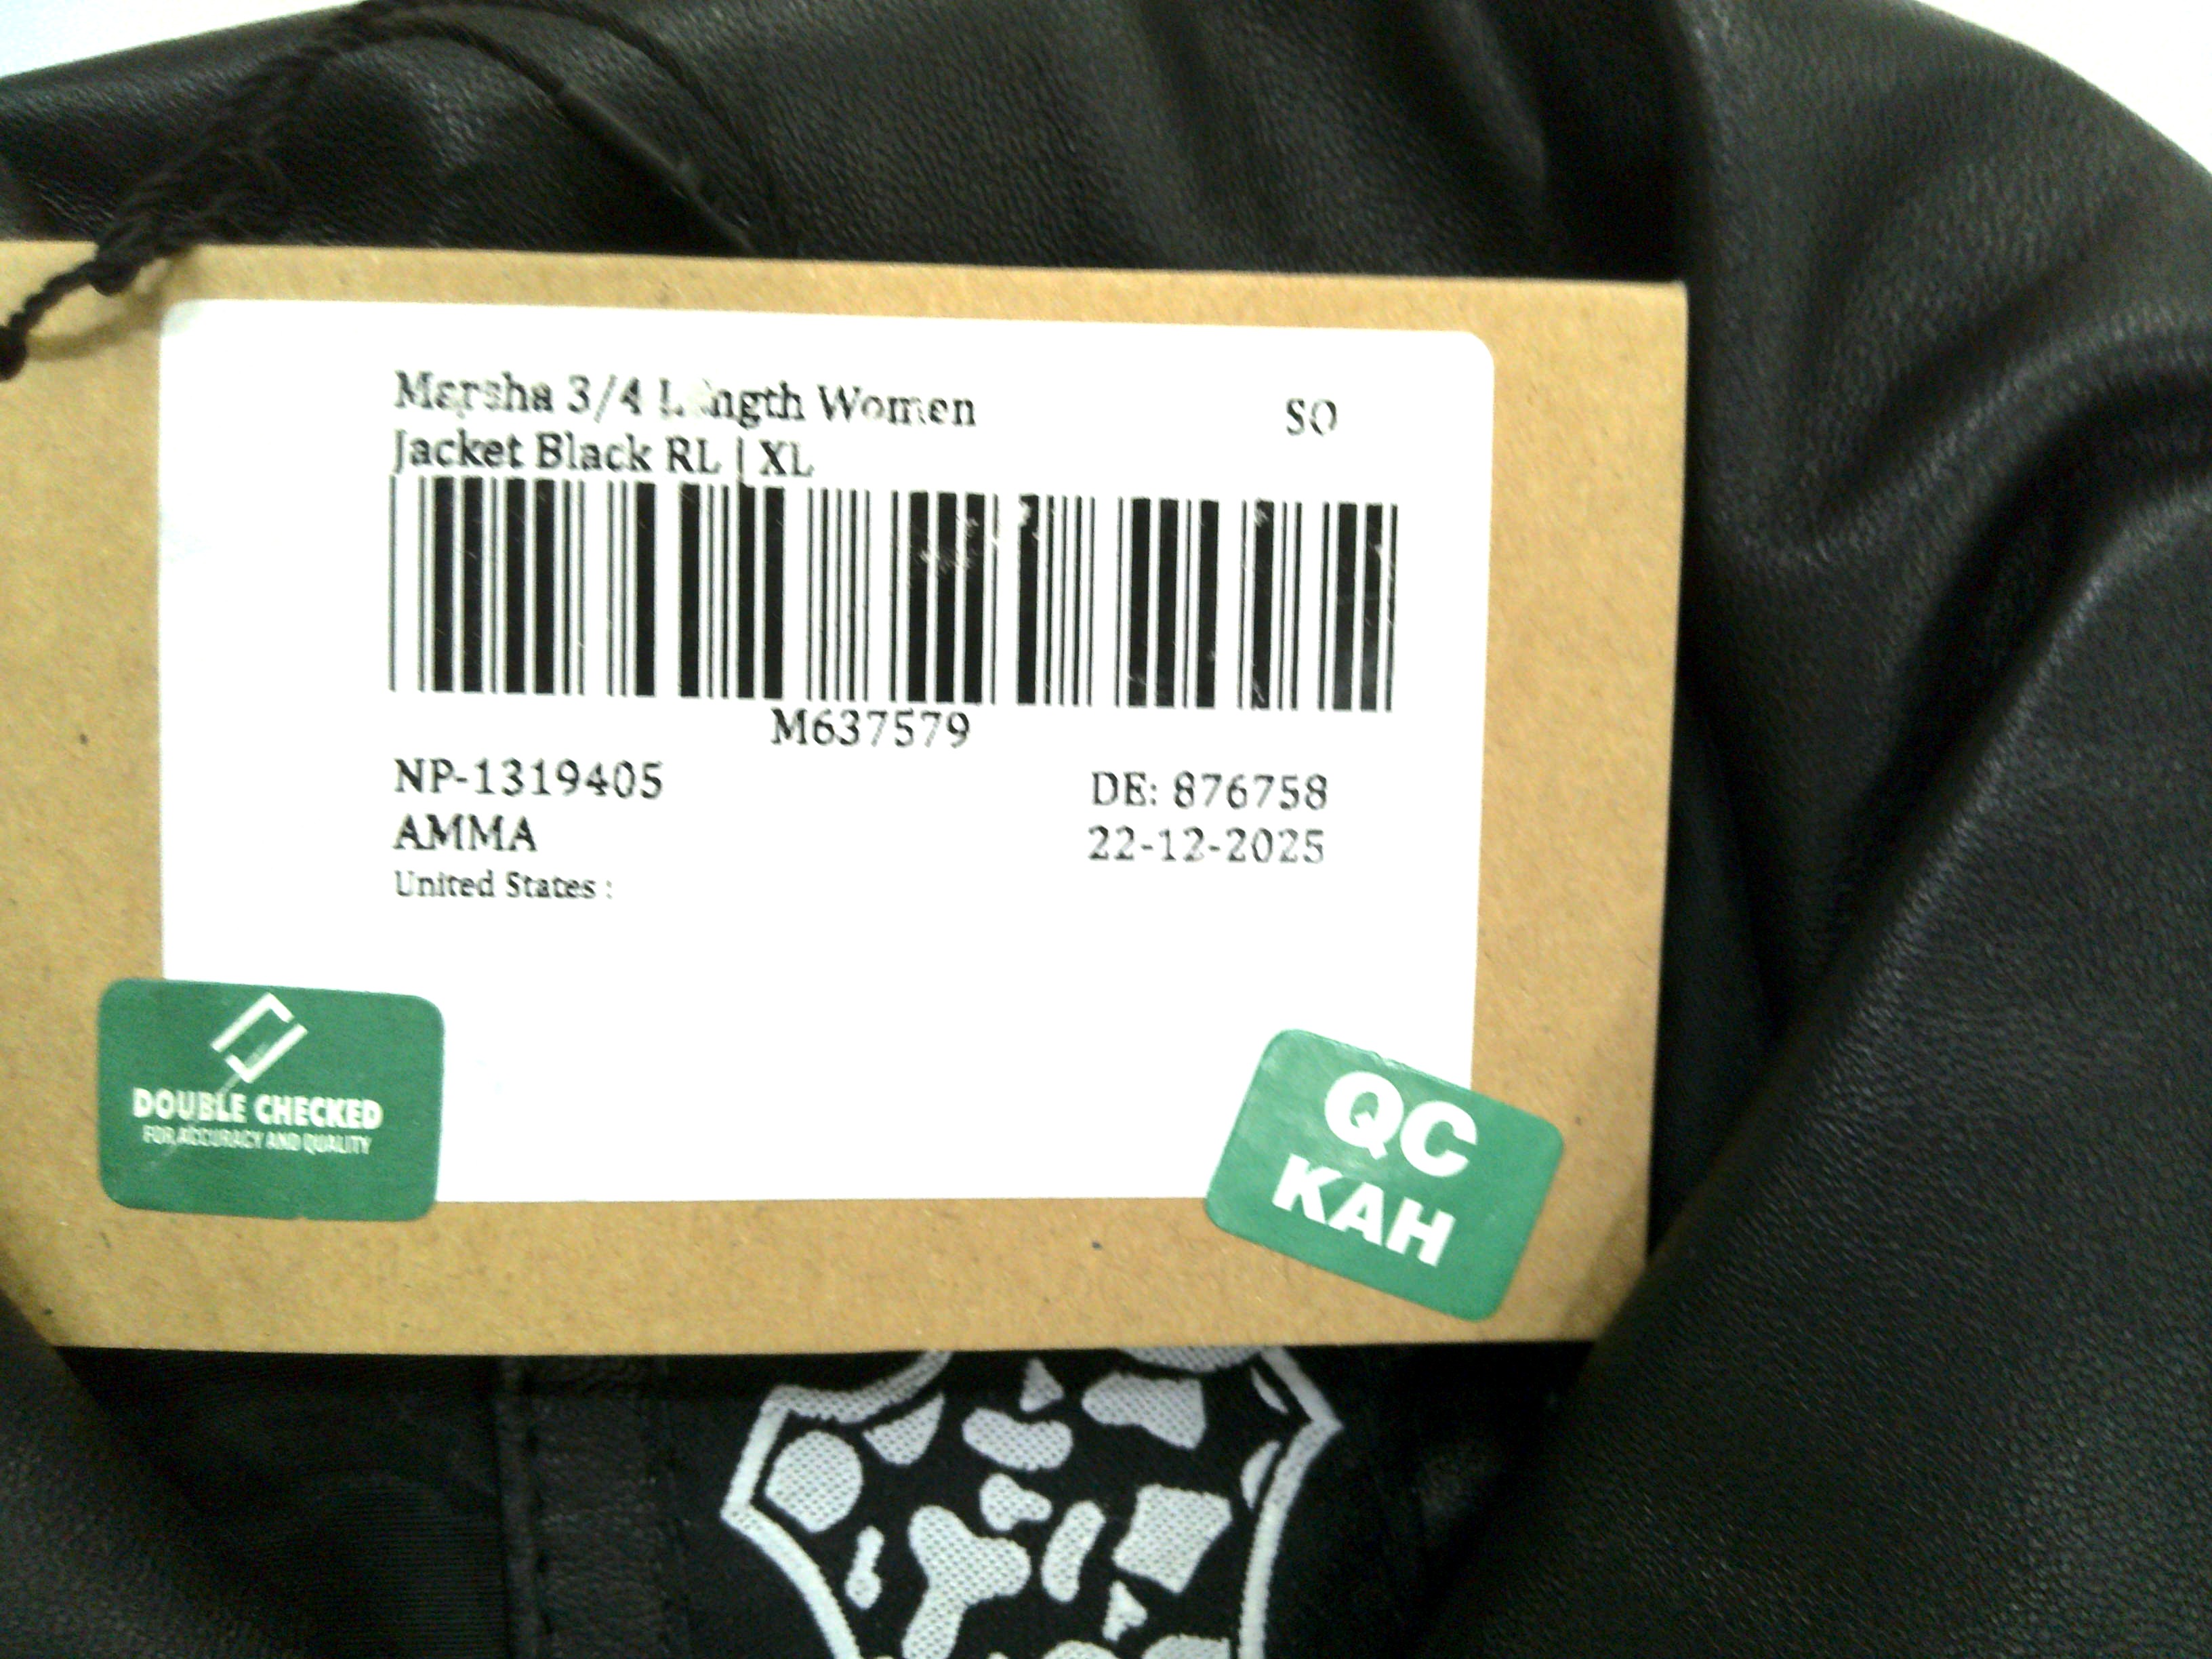 Marsha 3/4 Length Women SO
Jacket Black RL | XL
M637579
NP-1319405 DE: 876758
AMMA 22-12-2025
United States :
DOUBLE CHECKED
FOR ACCURACY AND QUALITY
QC
KAH